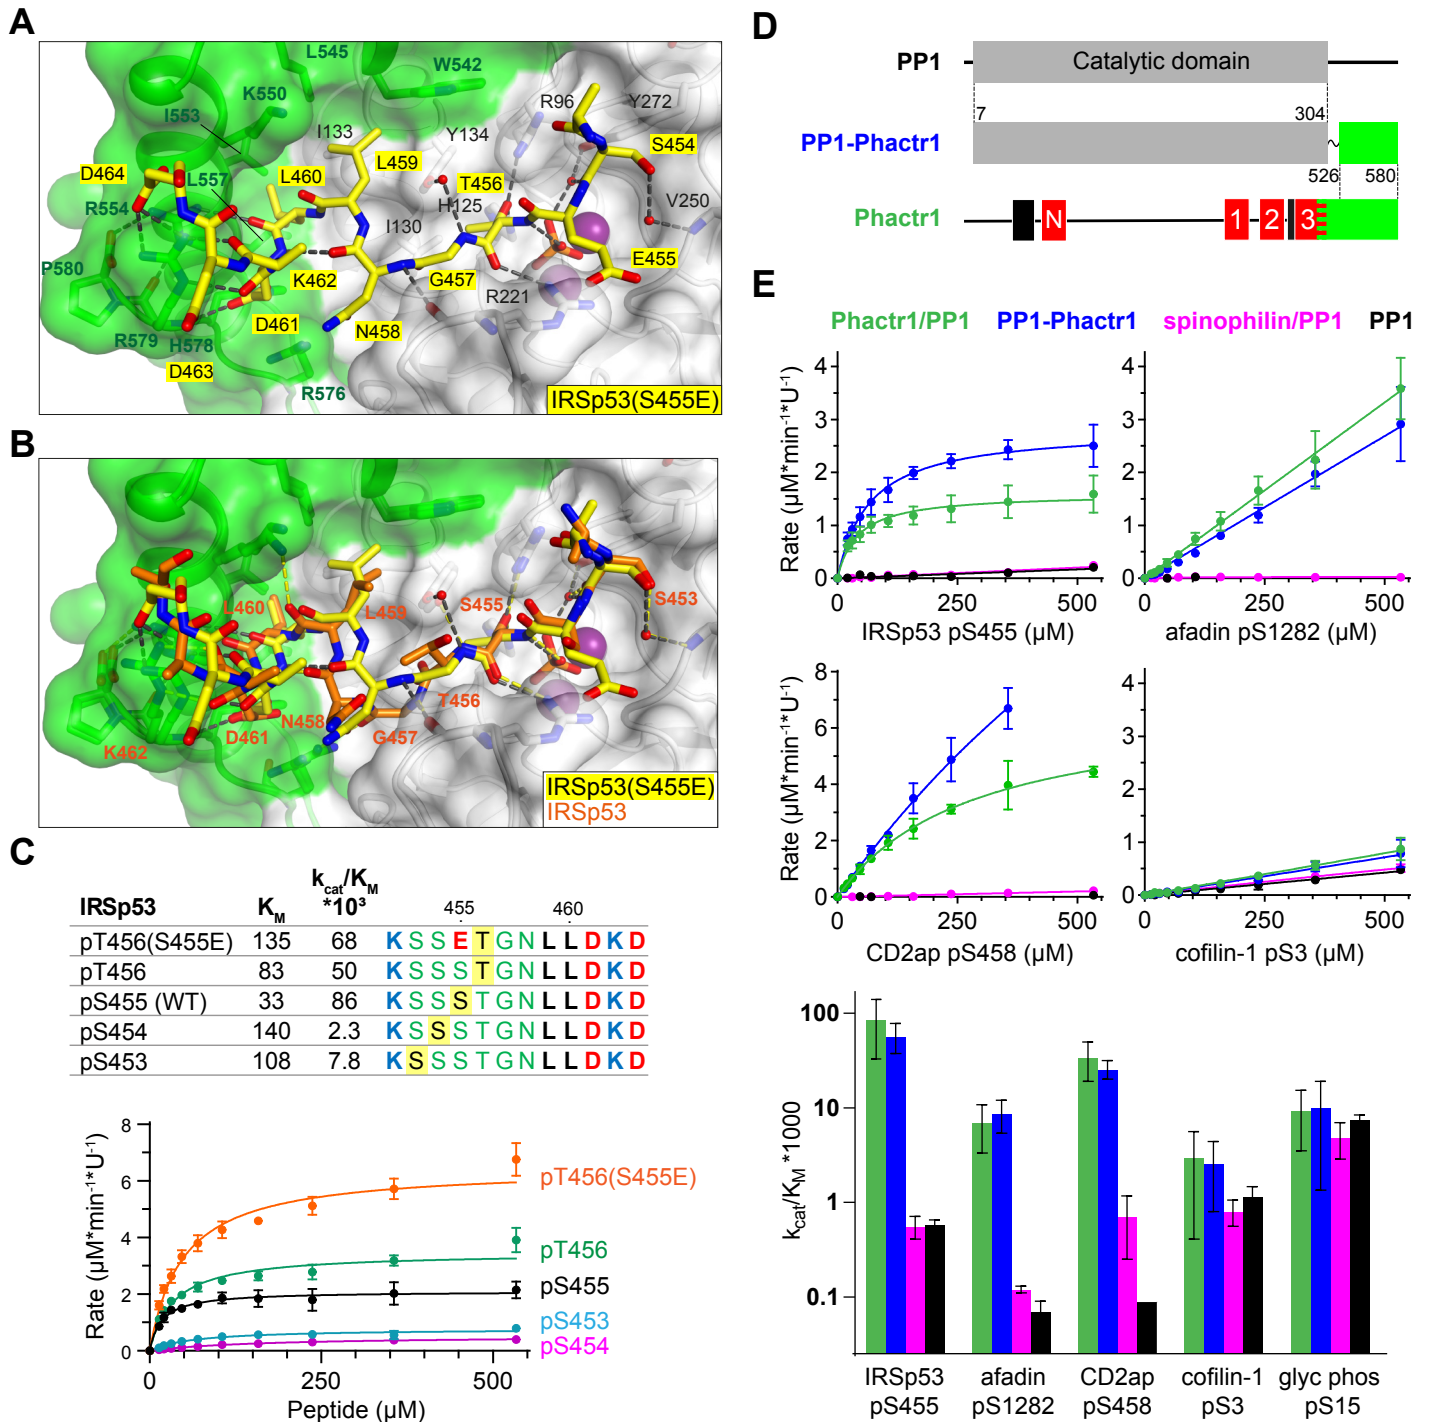 A
L545
W542
K550
I553
R96
Y272
I133
Y134
S454
D464
L459
L460
L557
T456
R554
H125
V250
I130
P580
E455
K462
G457
R221
D461
N458
R579
H578
D463
R576
IRSp53(S455E)
B
L460
L459
S455
S453
T456
N458
G457
D461
K462
IRSp53(S455E)
IRSp53
C
IRSp53 K_M k_cat/K_M *10³ 455 460
pT456(S455E) 135 68 K S S E T G N L L D K D
pT456 83 50 K S S S T G N L L D K D
pS455 (WT) 33 86 K S S S T G N L L D K D
pS454 140 2.3 K S S S T G N L L D K D
pS453 108 7.8 K S S S T G N L L D K D
8
6
4
2
0
Rate (µM*min⁻¹*U⁻¹)
pT456(S455E)
pT456
pS455
pS453
pS454
0 250 500
Peptide (µM)
D
PP1 Catalytic domain
7 304
PP1-Phactr1 ~
526 580
Phactr1 N 1 2 3
E
Phactr1/PP1 PP1-Phactr1 spinophilin/PP1 PP1
Rate (µM*min⁻¹*U⁻¹)
4
3
2
1
0
0 250 500
IRSp53 pS455 (µM)
4
3
2
1
0
0 250 500
afadin pS1282 (µM)
Rate (µM*min⁻¹*U⁻¹)
8
6
4
2
0
0 250 500
CD2ap pS458 (µM)
4
3
2
1
0
0 250 500
cofilin-1 pS3 (µM)
k_cat/K_M *1000
100
10
1
0.1
IRSp53 afadin CD2ap cofilin-1 glyc phos
pS455 pS1282 pS458 pS3 pS15